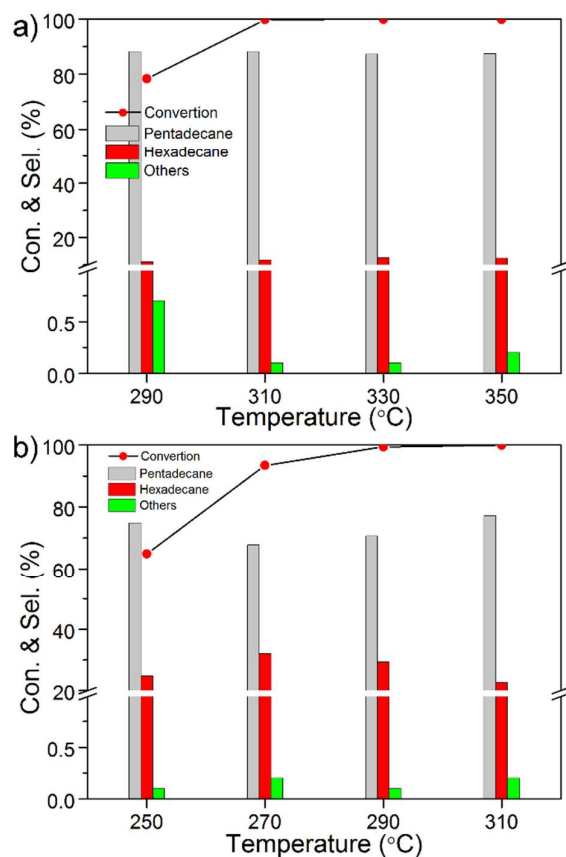 a)
Con. & Sel. (%)
100
80
60
40
20
0.5
0.0
Convertion
Pentadecane
Hexadecane
Others
290 310 330 350
Temperature (°C)
b)
Con. & Sel. (%)
100
80
60
40
20
0.5
0.0
Convertion
Pentadecane
Hexadecane
Others
250 270 290 310
Temperature (°C)